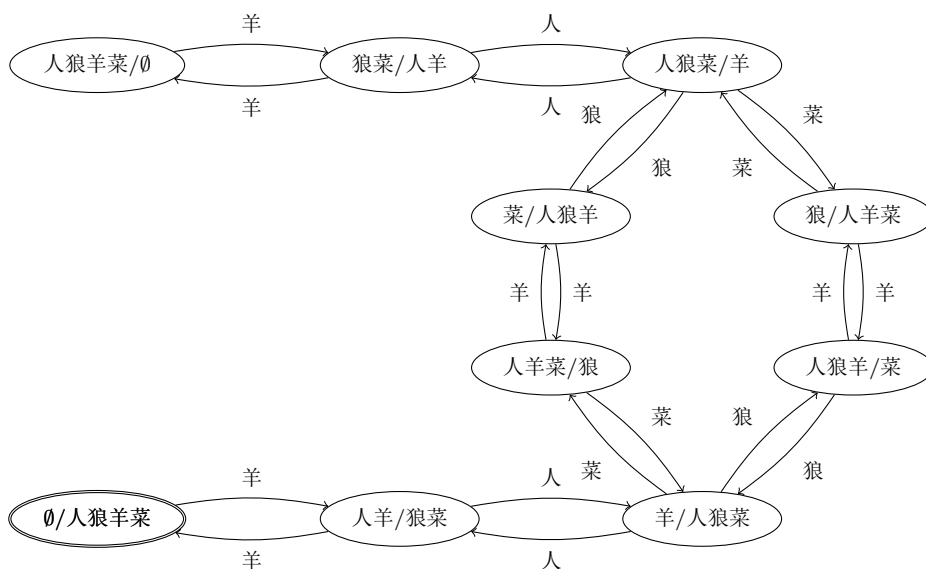 羊 人
人狼羊菜/∅ 狼菜/人羊 人狼菜/羊
羊 人
狼 菜
狼 菜
菜/人狼羊 狼/人羊菜
羊 羊 羊 羊
人羊菜/狼 人狼羊/菜
菜 狼
菜 狼
羊 人
∅/人狼羊菜 人羊/狼菜 羊/人狼菜
羊 人